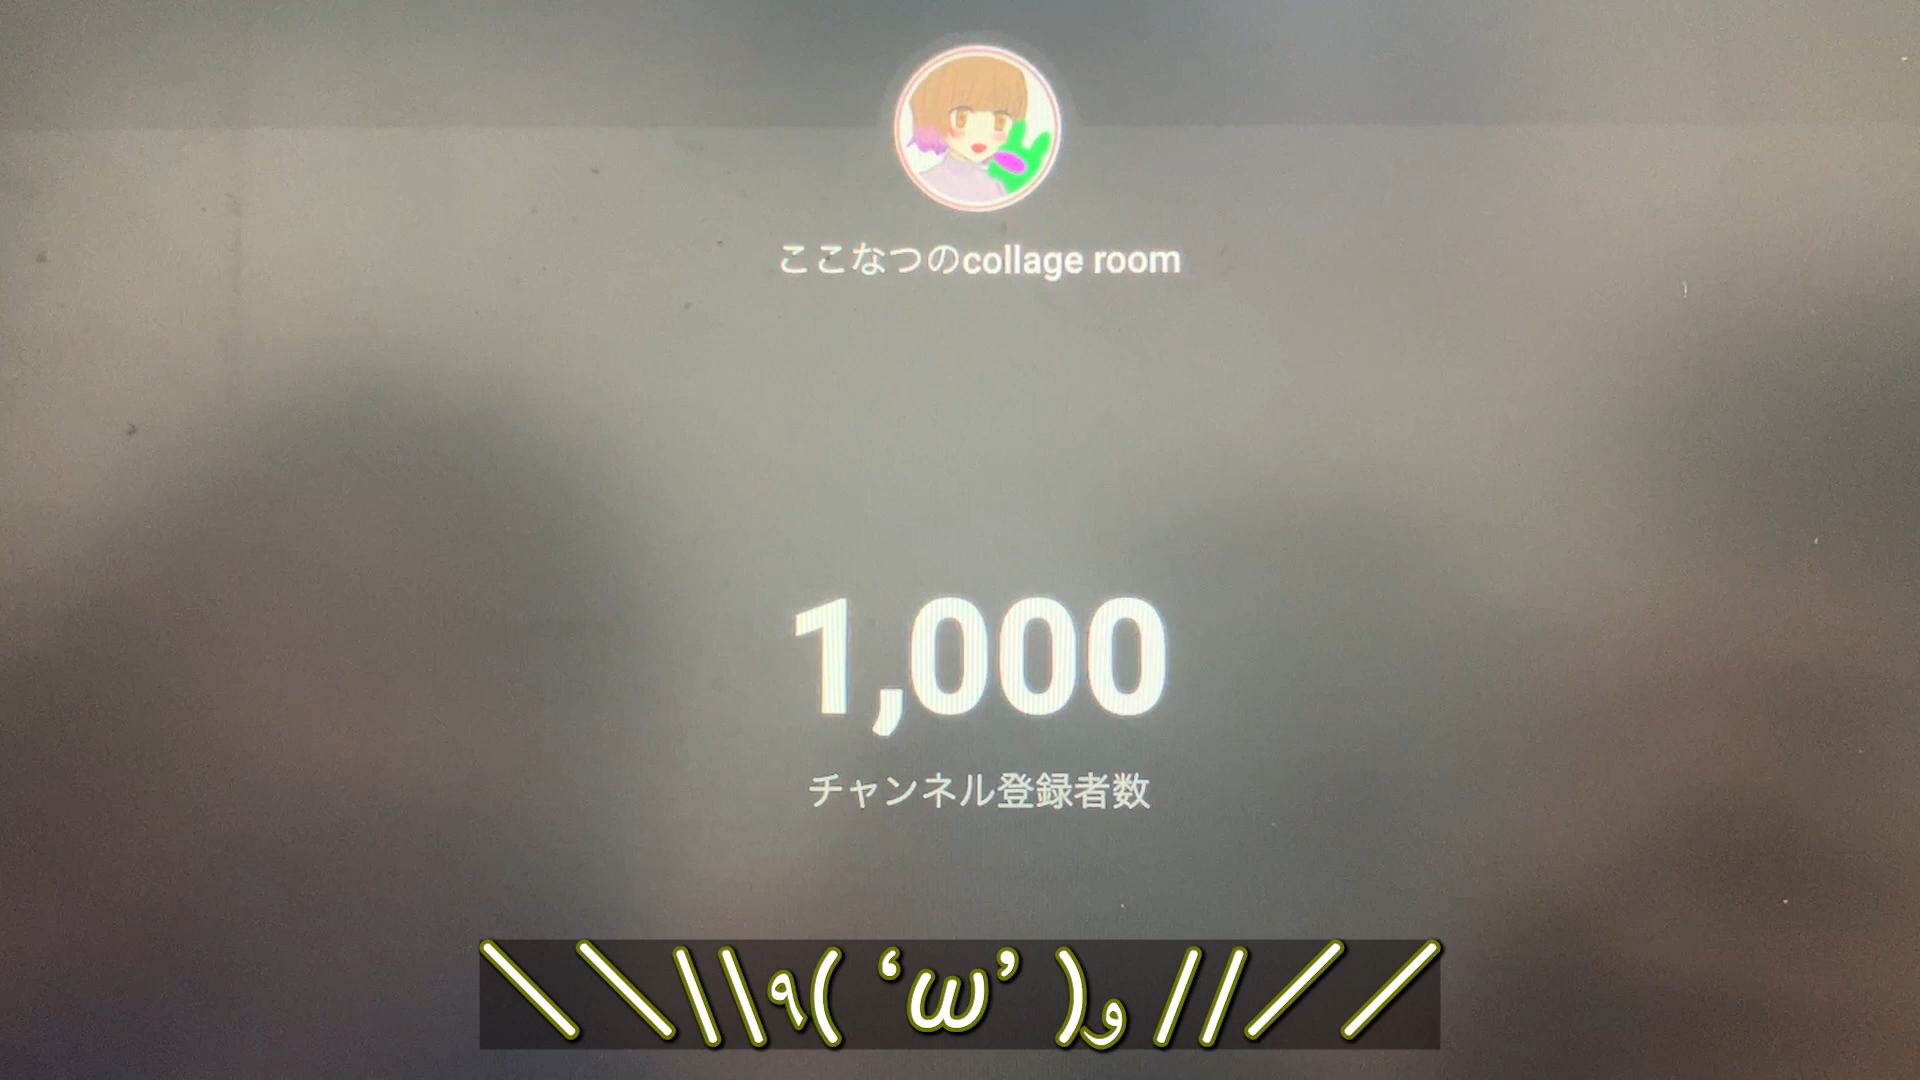 ここなつのcollage room
1,000
チャンネル登録者数
＼＼\\٩( ‘ω’ )و //／／